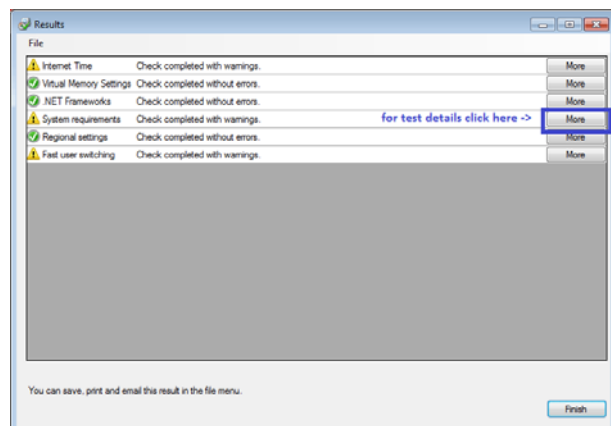 Results
File
Internet Time Check completed with warnings. More
Virtual Memory Settings Check completed without errors. More
.NET Frameworks Check completed without errors. More
System requirements Check completed with warnings. for test details click here -> More
Regional settings Check completed without errors. More
Fast user switching Check completed with warnings. More
You can save, print and email this result in the file menu.
Finish